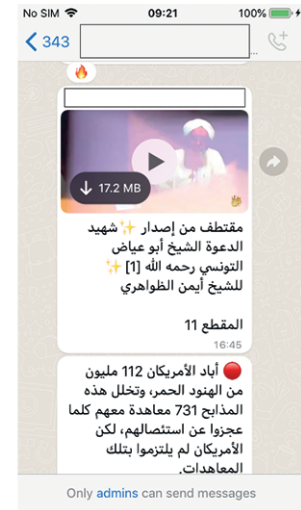 No SIM 09:21 100%
343
...
🔥
17.2 MB
مقتطف من إصدار ✨شهيد
الدعوة الشيخ أبو عياض
التونسي رحمه الله [1] ✨
للشيخ أيمن الظواهري
المقطع 11
16:45
🔴 أباد الأمريكان 112 مليون
من الهنود الحمر، وتخلل هذه
المذابح 731 معاهدة معهم كلما
عجزوا عن استئصالهم، لكن
الأمريكان لم يلتزموا بتلك
المعاهدات.
Only admins can send messages